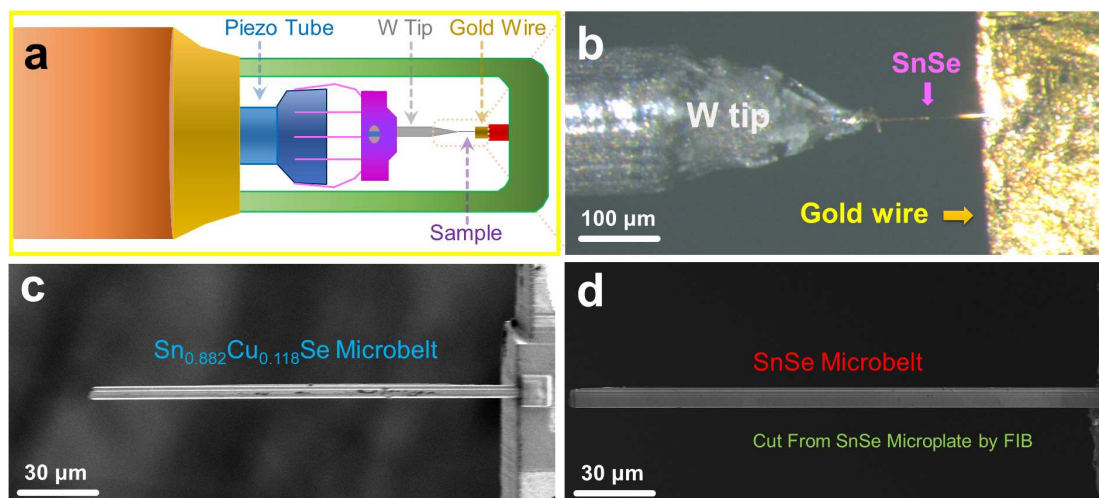 a
Piezo Tube
W Tip
Gold Wire
Sample
b
SnSe
W tip
Gold wire
100 µm
c
Sn0.882Cu0.118Se Microbelt
30 µm
d
SnSe Microbelt
Cut From SnSe Microplate by FIB
30 µm